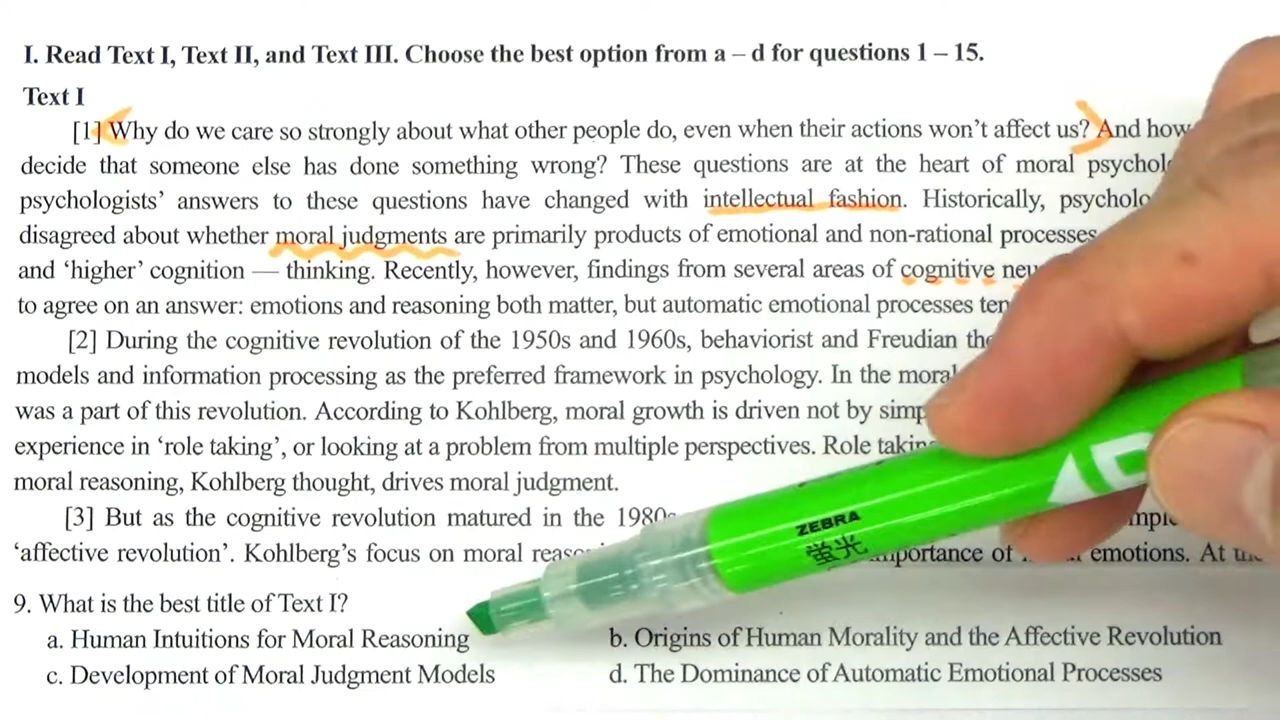 I. Read Text I, Text II, and Text III. Choose the best option from a – d for questions 1 – 15.
Text I
[1] Why do we care so strongly about what other people do, even when their actions won't affect us? And how
decide that someone else has done something wrong? These questions are at the heart of moral
psychologists' answers to these questions have changed with intellectual fashion. Historically,
disagreed about whether moral judgments are primarily products of emotional and non-rational processes
and 'higher' cognition — thinking. Recently, however, findings from several areas of cognitive
to agree on an answer: emotions and reasoning both matter, but automatic emotional processes
[2] During the cognitive revolution of the 1950s and 1960s, behaviorist and Freudian
models and information processing as the preferred framework in psychology. In the moral
was a part of this revolution. According to Kohlberg, moral growth is driven not by
experience in 'role taking', or looking at a problem from multiple perspectives. Role
moral reasoning, Kohlberg thought, drives moral judgment.
[3] But as the cognitive revolution matured in the 1980s
'affective revolution'. Kohlberg's focus on moral importance of emotions. At
ZEBRA
蛍光
9. What is the best title of Text I?
a. Human Intuitions for Moral Reasoning b. Origins of Human Morality and the Affective Revolution
c. Development of Moral Judgment Models d. The Dominance of Automatic Emotional Processes